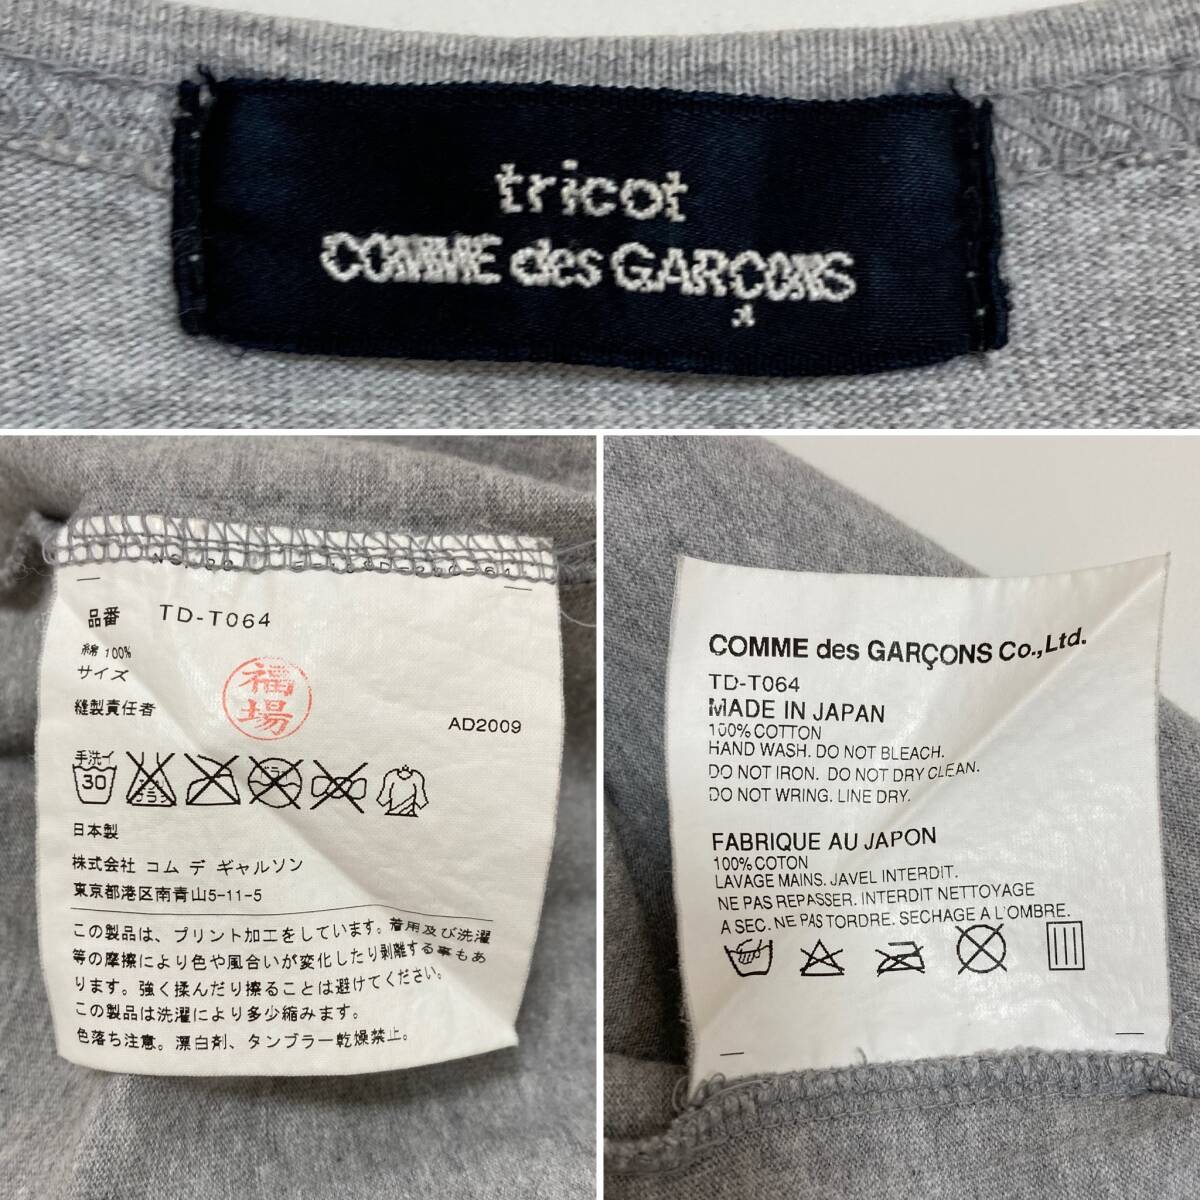 tricot
COMME des GARÇONS
品番 TD-T064
綿 100%
サイズ
縫製責任者
福場
AD2009
手洗イ
30
日本製
株式会社 コム デ ギャルソン
東京都港区南青山5-11-5
この製品は、プリント加工をしています。着用及び洗濯
等の摩擦により色や風合いが変化したり剥離する事もあ
ります。強く揉んだり擦ることは避けてください。
この製品は洗濯により多少縮みます。
色落ち注意。漂白剤、タンブラー乾燥禁止。
COMME des GARÇONS Co.,Ltd.
TD-T064
MADE IN JAPAN
100% COTTON
HAND WASH. DO NOT BLEACH.
DO NOT IRON. DO NOT DRY CLEAN.
DO NOT WRING. LINE DRY.
FABRIQUE AU JAPON
100% COTON
LAVAGE MAINS. JAVEL INTERDIT.
NE PAS REPASSER. INTERDIT NETTOYAGE
A SEC. NE PAS TORDRE. SECHAGE A L'OMBRE.